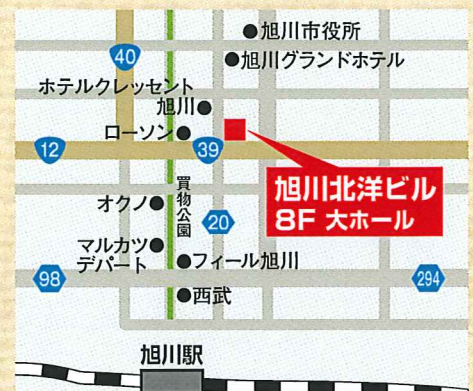 ●旭川市役所
40
●旭川グランドホテル
ホテルクレッセント
旭川●
ローソン●
12
39
旭川北洋ビル
8F 大ホール
買物公園
オクノ●
20
マルカツ
デパート●
●フィール旭川
98
294
●西武
旭川駅